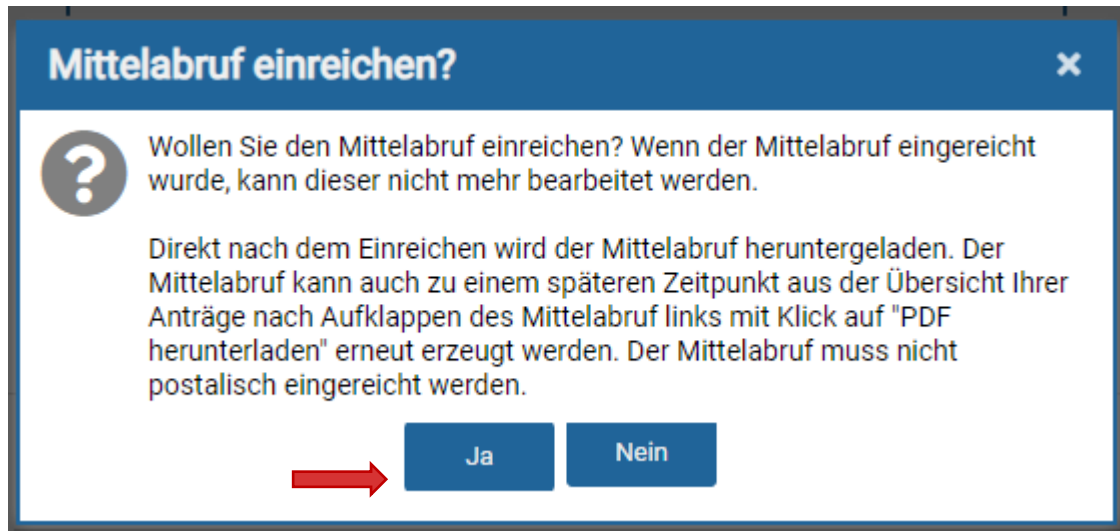 Mittelabruf einreichen?
Wollen Sie den Mittelabruf einreichen? Wenn der Mittelabruf eingereicht
wurde, kann dieser nicht mehr bearbeitet werden.
Direkt nach dem Einreichen wird der Mittelabruf heruntergeladen. Der
Mittelabruf kann auch zu einem späteren Zeitpunkt aus der Übersicht Ihrer
Anträge nach Aufklappen des Mittelabruf links mit Klick auf "PDF
herunterladen" erneut erzeugt werden. Der Mittelabruf muss nicht
postalisch eingereicht werden.
Ja Nein